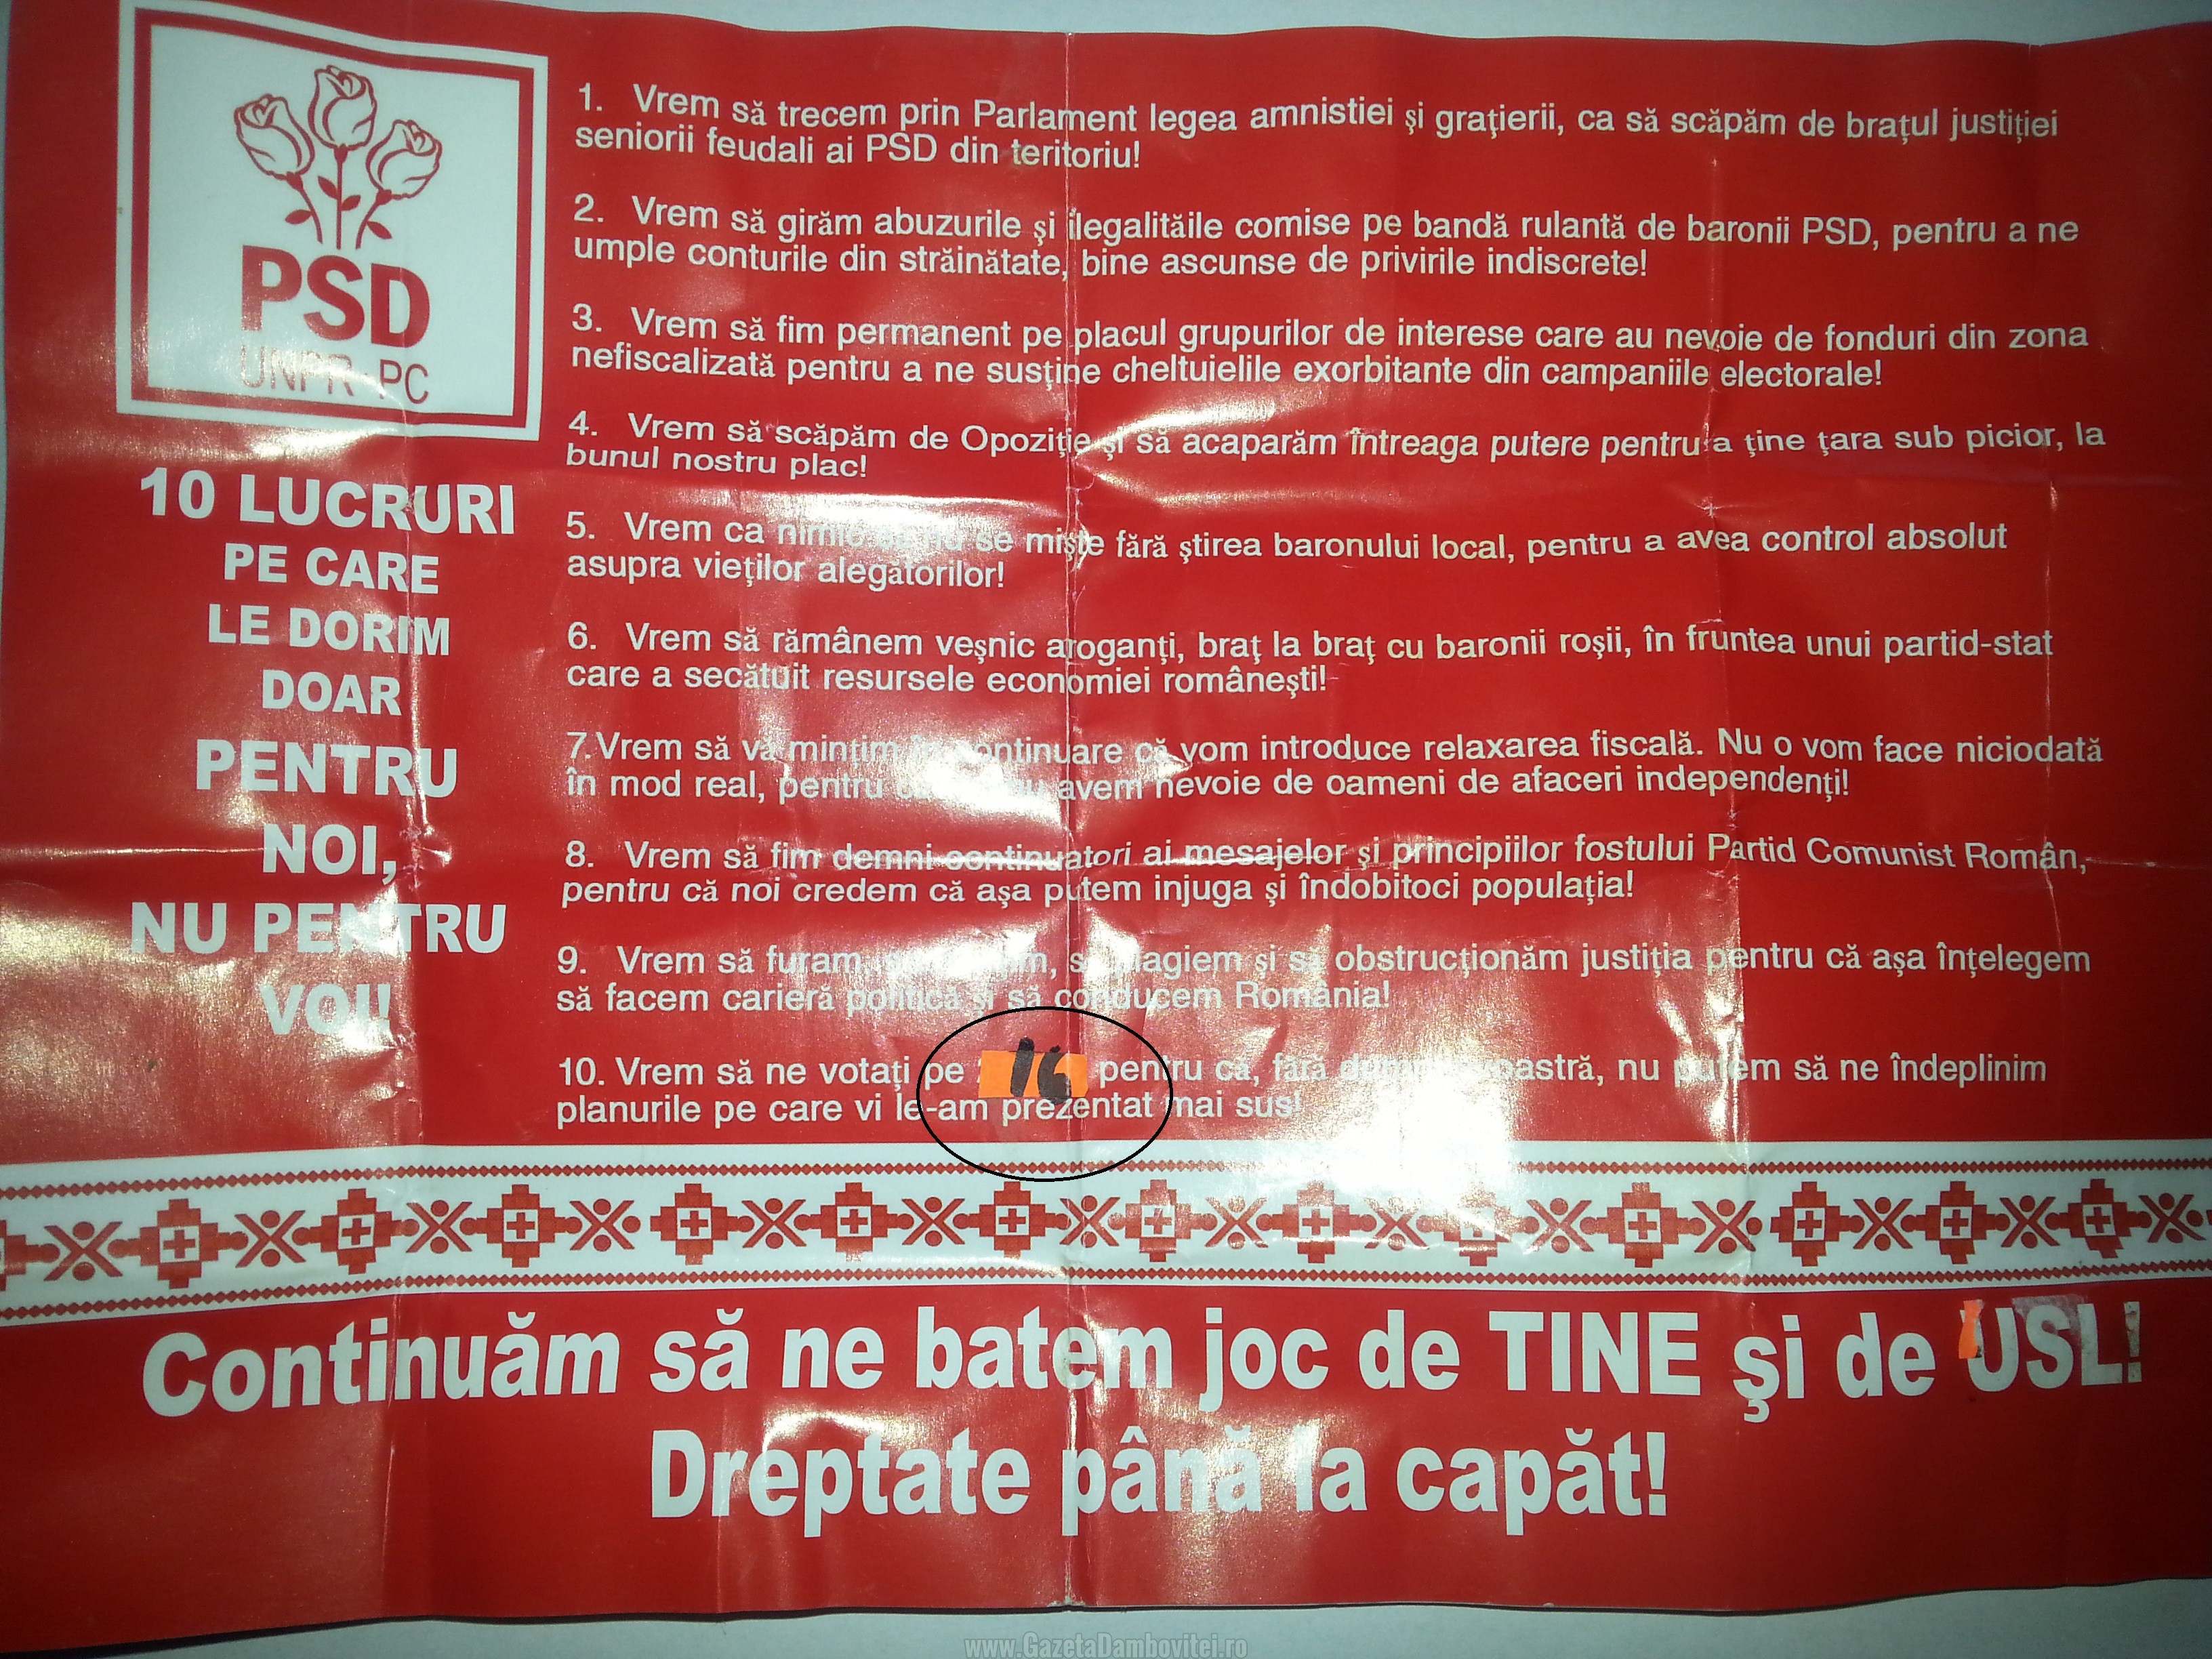 PSD
UNPR PC
10 LUCRURI
PE CARE
LE DORIM
DOAR
PENTRU
NOI,
NU PENTRU
VOI!
1. Vrem să trecem prin Parlament legea amnistiei şi graţierii, ca să scăpăm de braţul justiţiei
seniorii feudali ai PSD din teritoriu!
2. Vrem să girăm abuzurile şi ilegalităile comise pe bandă rulantă de baronii PSD, pentru a ne
umple conturile din străinătate, bine ascunse de privirile indiscrete!
3. Vrem să fim permanent pe placul grupurilor de interese care au nevoie de fonduri din zona
nefiscalizată pentru a ne susţine cheltuielile exorbitante din campaniile electorale!
4. Vrem să scăpăm de Opoziţie şi să acaparăm întreaga putere pentru a ţine ţara sub picior, la
bunul nostru plac!
5. Vrem ca nimic să nu se mişte fără ştirea baronului local, pentru a avea control absolut
asupra vieţilor alegătorilor!
6. Vrem să rămânem veşnic aroganţi, braţ la braţ cu baronii roşii, în fruntea unui partid-stat
care a secătuit resursele economiei româneşti!
7. Vrem să vă minţim în continuare că vom introduce relaxarea fiscală. Nu o vom face niciodată
în mod real, pentru nu avem nevoie de oameni de afaceri independenţi!
8. Vrem să fim demni continuatori ai mesajelor şi principiilor fostului Partid Comunist Român,
pentru că noi credem că aşa putem injuga şi îndobitoci populaţia!
9. Vrem să furam, să plagiem şi să obstrucţionăm justiţia pentru că aşa înţelegem
să facem carieră politică şi să conducem România!
10. Vrem să ne votaţi pe 16 pentru că, fără nu putem să ne îndeplinim
planurile pe care vi le-am prezentat mai sus!
Continuăm să ne batem joc de TINE şi de USL!
Dreptate până la capăt!
www.GazetaDambovitei.ro